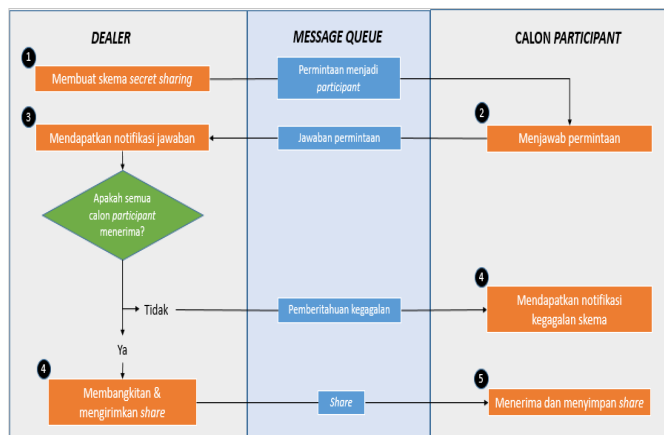 DEALER
MESSAGE QUEUE
CALON PARTICIPANT
1
Membuat skema secret sharing
Permintaan menjadi
participant
3
Mendapatkan notifikasi jawaban
Jawaban permintaan
2
Menjawab permintaan
Apakah semua
calon participant
menerima?
Tidak
Pemberitahuan kegagalan
4
Mendapatkan notifikasi
kegagalan skema
Ya
4
Membangkitan &
mengirimkan share
Share
5
Menerima dan menyimpan share